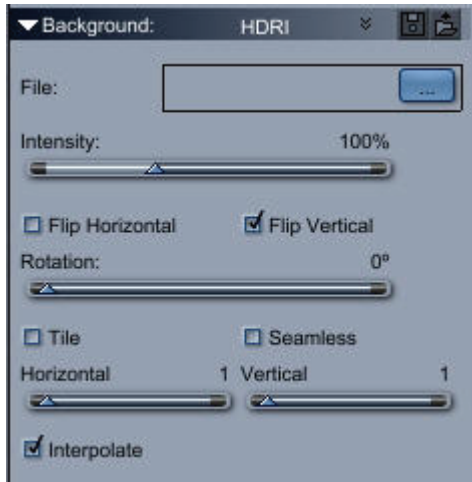 Background: HDRI
File: ...
Intensity: 100%
Flip Horizontal Flip Vertical
Rotation: 0º
Tile Seamless
Horizontal 1 Vertical 1
Interpolate